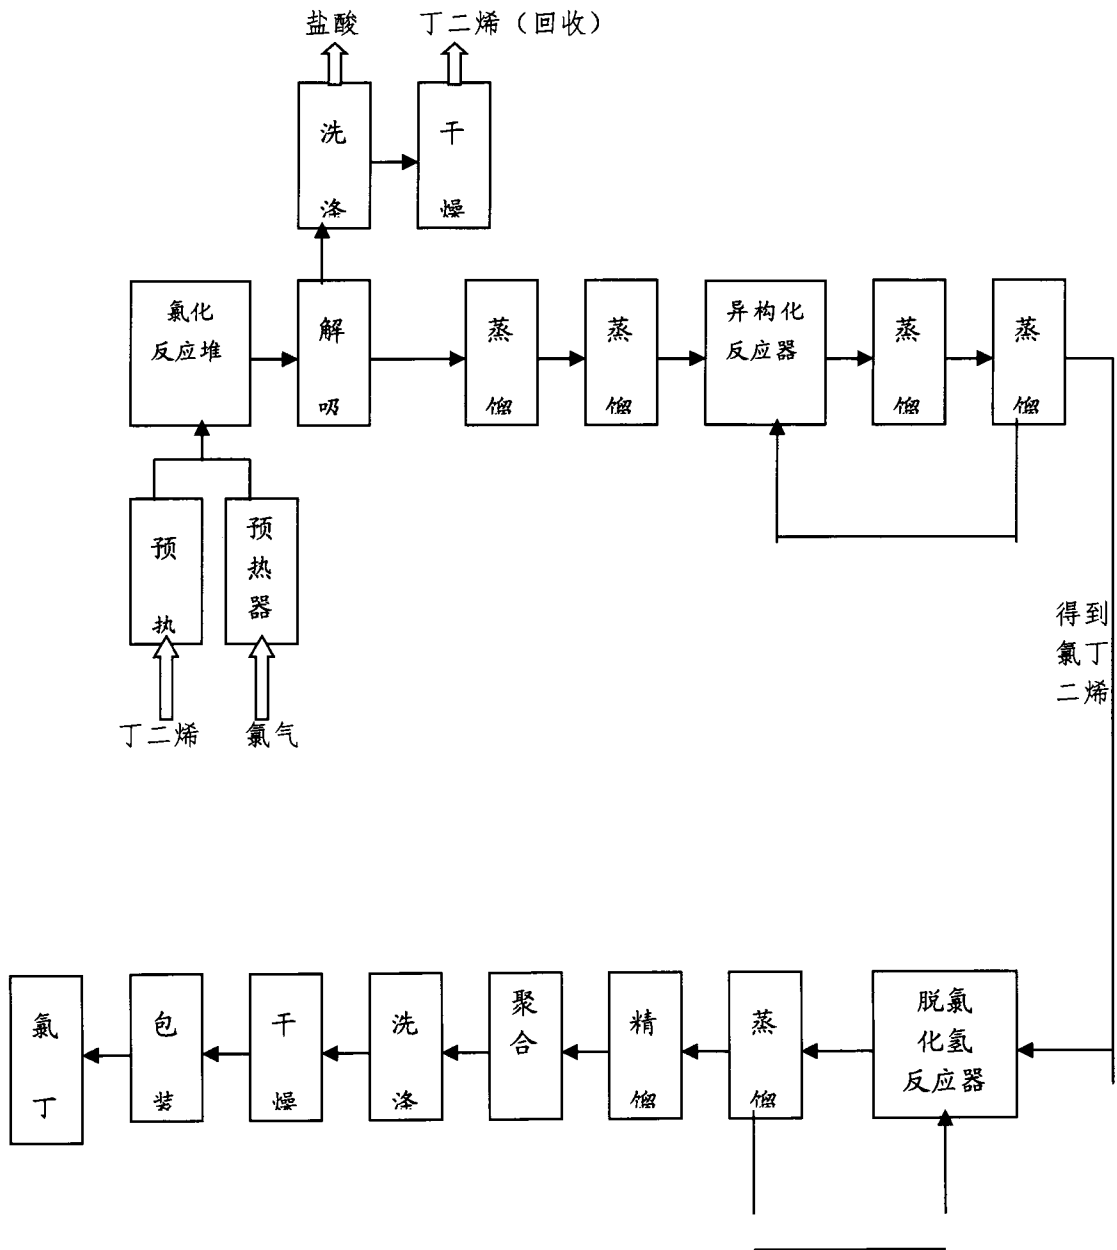 盐酸
丁二烯（回收）
洗
涤
干
燥
氯化
反应堆
解
吸
蒸
馏
蒸
馏
异构化
反应器
蒸
馏
蒸
馏
预
热
预
热
器
丁二烯
氯气
得到
氯丁
二烯
氯
丁
包
装
干
燥
洗
涤
聚
合
精
馏
蒸
馏
脱氯
化氢
反应器